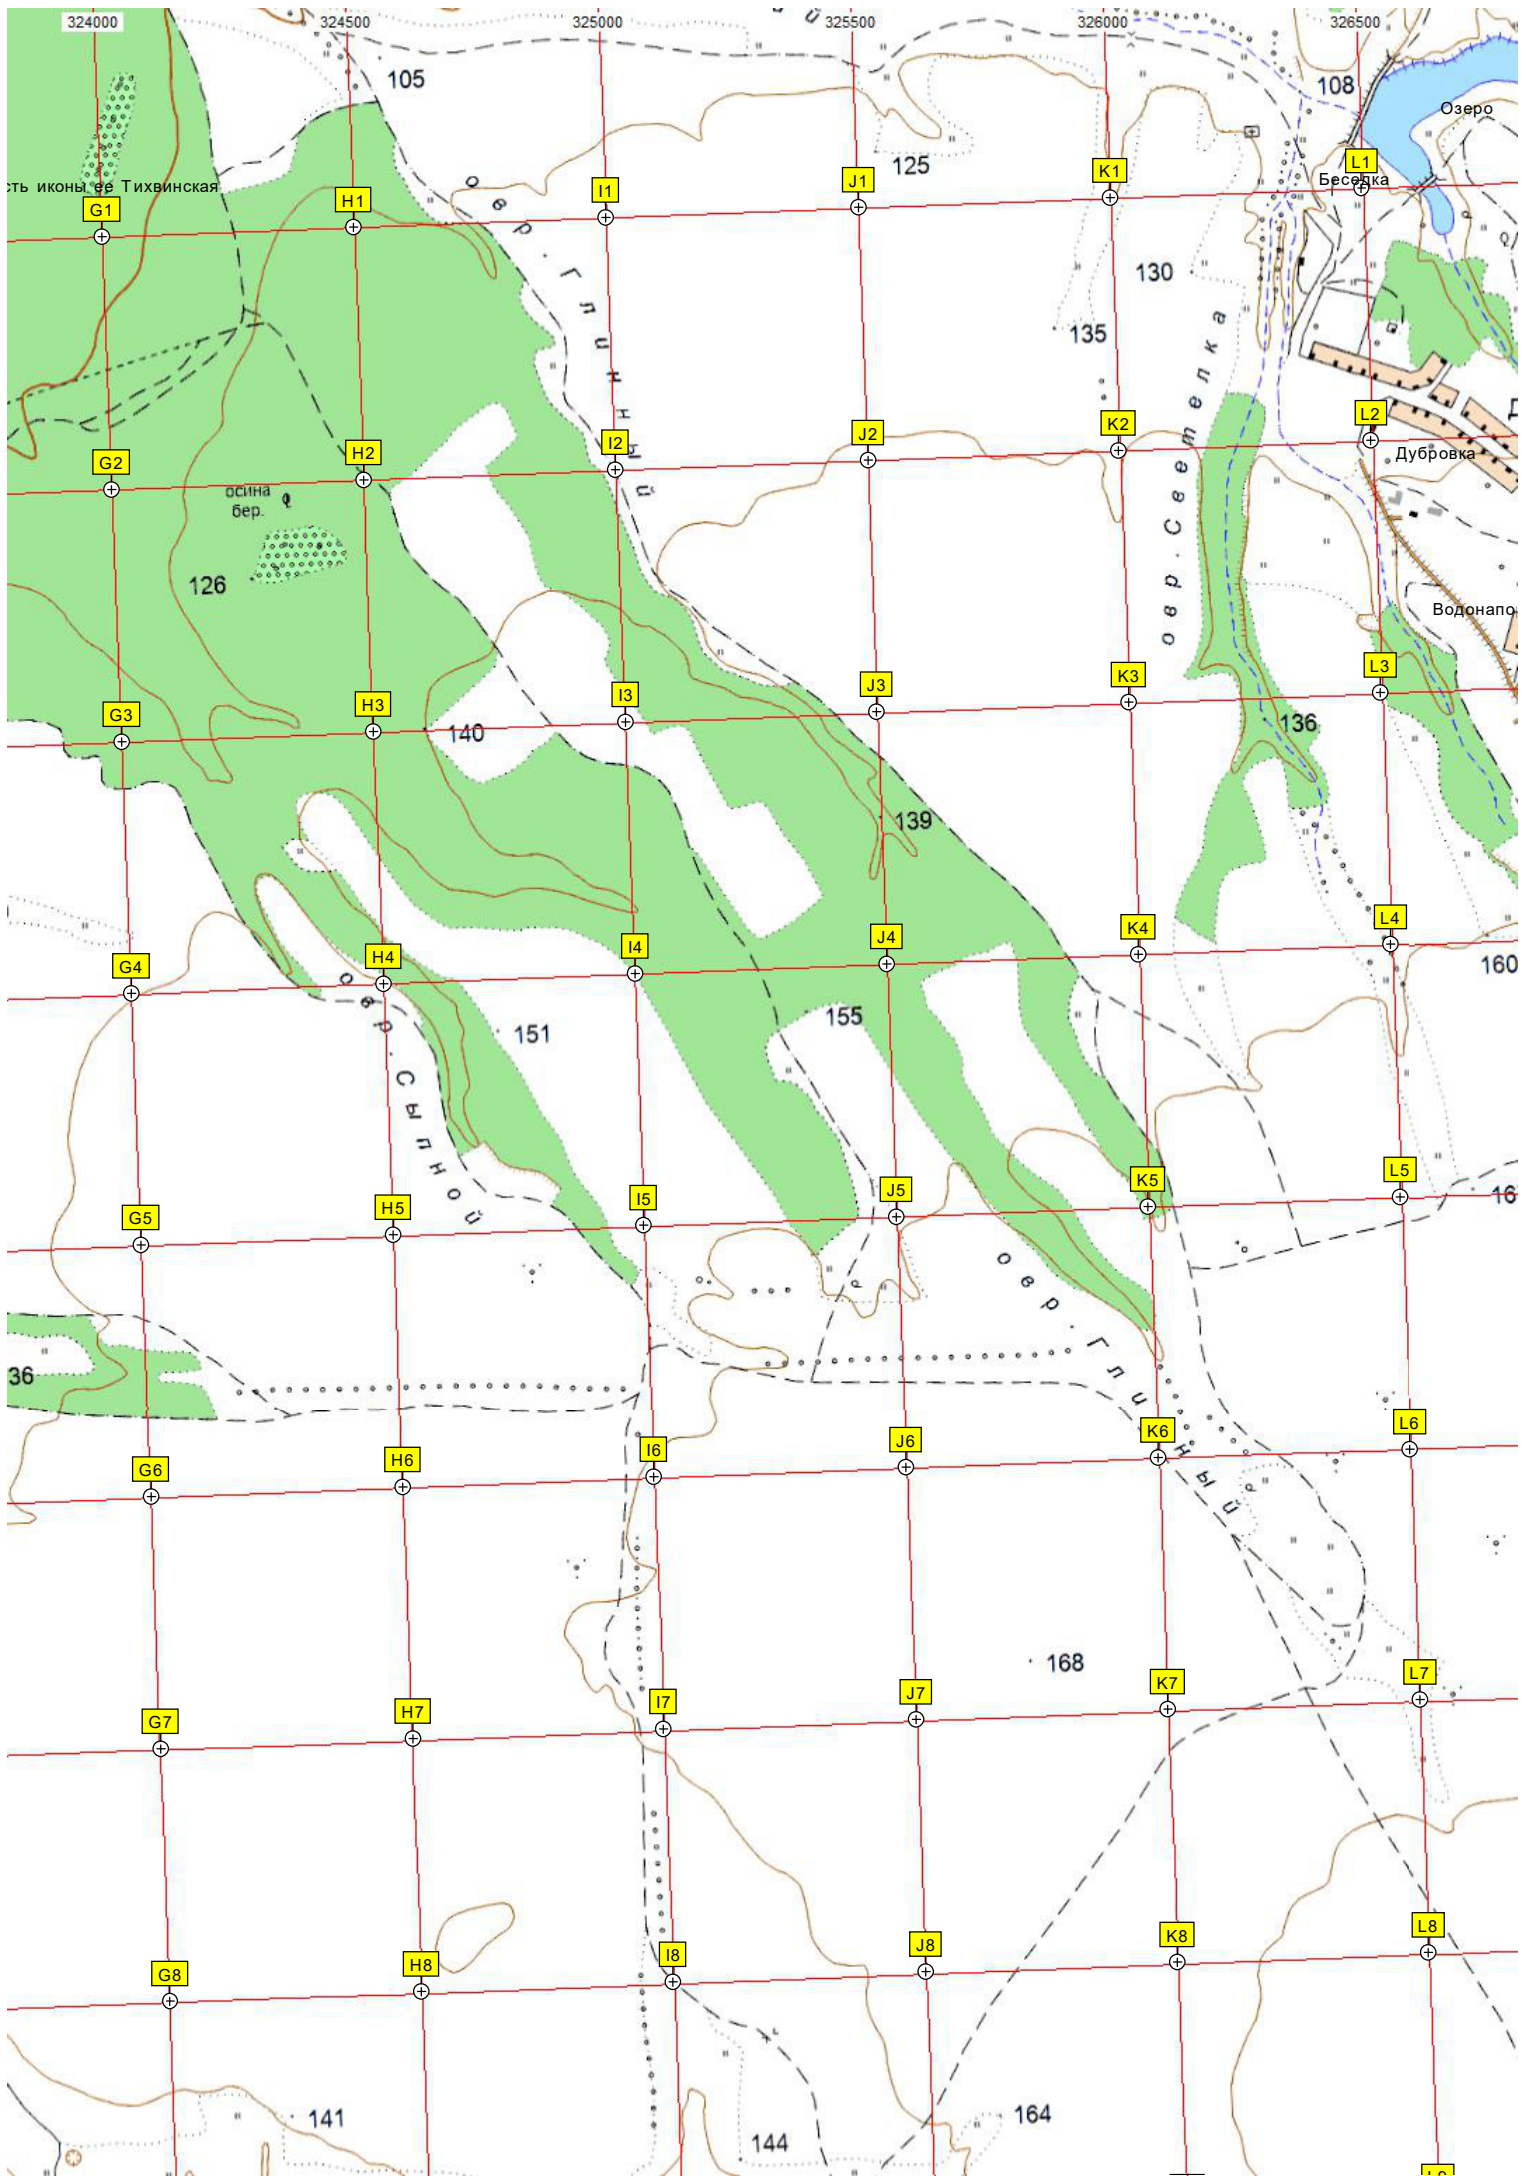 324000 324500 325000 325500 326000 326500
105
108
Озеро
125
сть иконы ее Тихвинская
Беседка
G1 H1 I1 J1 K1 L1
овр. Глиный
130
135
овр. Светелка
G2 H2 I2 J2 K2 L2
Дубровка
осина
бер.
126
Водонапо
G3 H3 I3 J3 K3 L3
140
136
139
G4 H4 I4 J4 K4 L4
160
овр. Сыпной
151
155
G5 H5 I5 J5 K5 L5
16
овр. Глиный
36
G6 H6 I6 J6 K6 L6
168
G7 H7 I7 J7 K7 L7
G8 H8 I8 J8 K8 L8
141
144
164